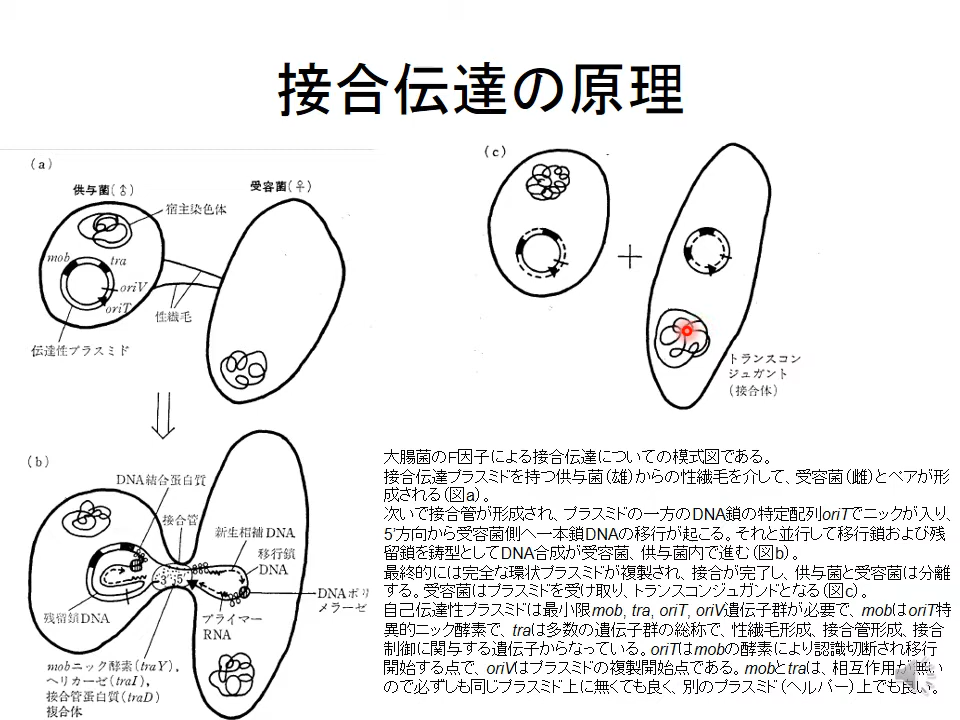 接合伝達の原理
(a)
供与菌(♂)
受容菌(♀)
宿主染色体
mob
tra
oriV
oriT
性繊毛
伝達性プラスミド
(b)
DNA結合蛋白質
接合管
新生相補DNA
移行鎖
DNA
3'
5'
DNAポリ
メラーゼ
残留鎖DNA
プライマー
RNA
mobニック酵素(traY),
ヘリカーゼ(traI),
接合管蛋白質(traD)
複合体
(c)
+
トランスコン
ジュガント
(接合体)
大腸菌のF因子による接合伝達についての模式図である。
接合伝達プラスミドを持つ供与菌(雄)からの性繊毛を介して、受容菌(雌)とペアが形
成される(図a)。
次いで接合管が形成され、プラスミドの一方のDNA鎖の特定配列oriTでニックが入り、
5'方向から受容菌側へ一本鎖DNAの移行が起こる。それと並行して移行鎖および残
留鎖を鋳型としてDNA合成が受容菌、供与菌内で進む(図b)。
最終的には完全な環状プラスミドが複製され、接合が完了し、供与菌と受容菌は分離
する。受容菌はプラスミドを受け取り、トランスコンジュガントとなる(図c)。
自己伝達性プラスミドは最小限mob, tra, oriT, oriV遺伝子群が必要で、mobはoriT特
異的ニック酵素で、traは多数の遺伝子群の総称で、性繊毛形成、接合管形成、接合
制御に関与する遺伝子からなっている。oriTはmobの酵素により認識切断され移行
開始する点で、oriVはプラスミドの複製開始点である。mobとtraは、相互作用が無い
ので必ずしも同じプラスミド上に無くても良く、別のプラスミド(ヘルパー)上でも良い。